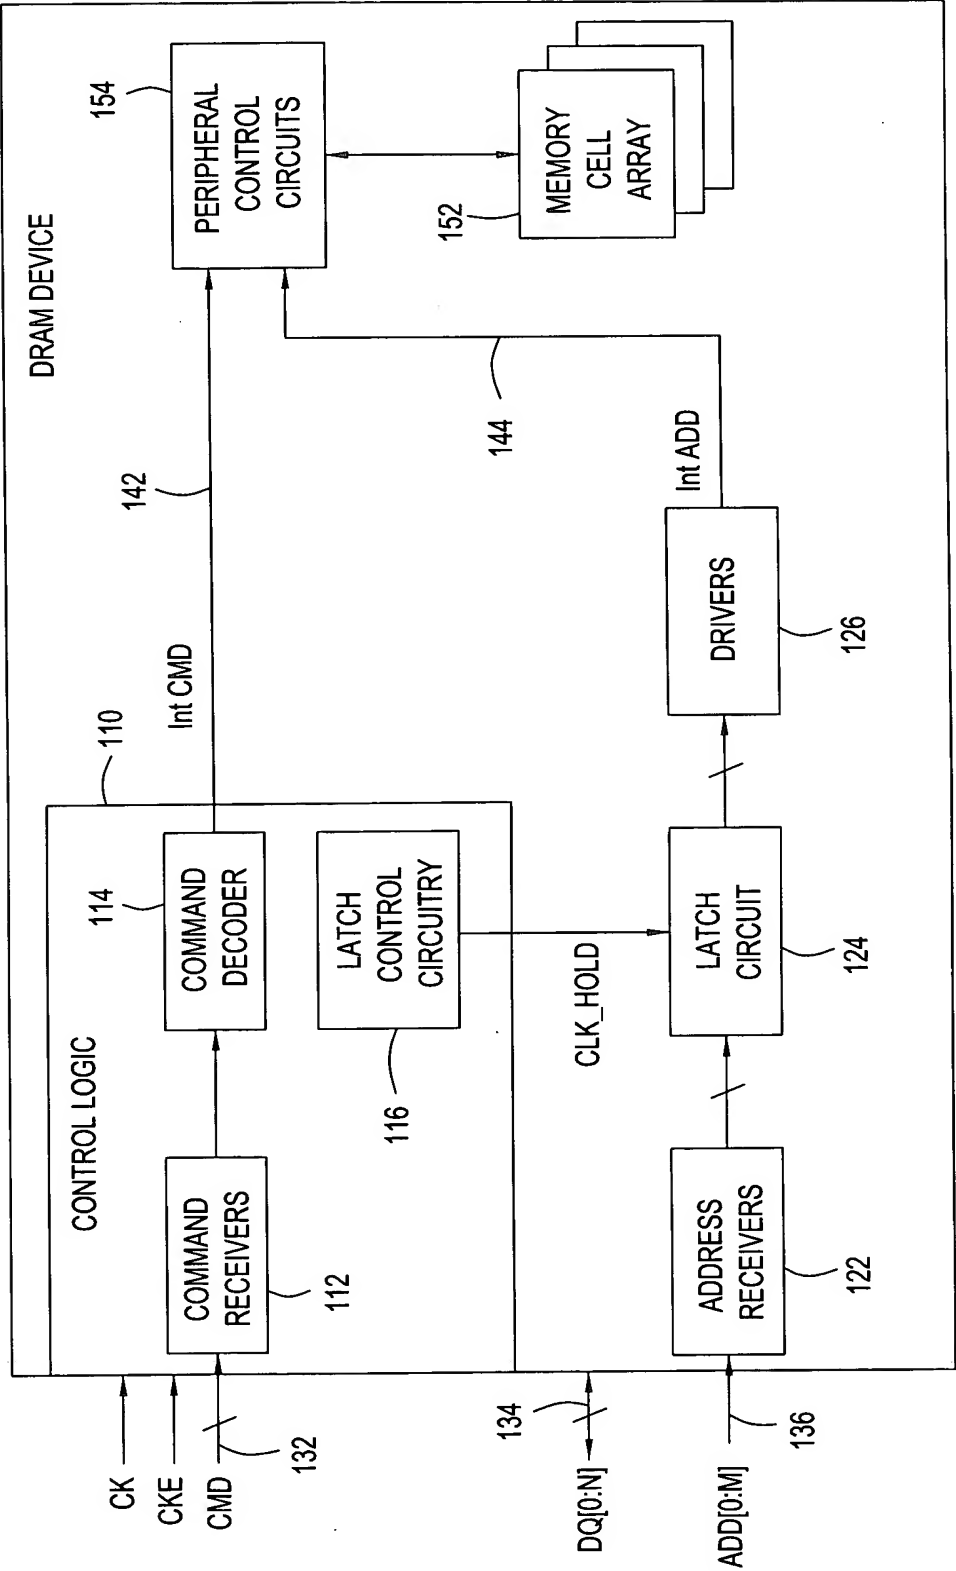 DRAM DEVICE
CONTROL LOGIC
110
CK
CKE
CMD
132
COMMAND
RECEIVERS
112
COMMAND
DECODER
114
LATCH
CONTROL
CIRCUITRY
116
Int CMD
142
PERIPHERAL
CONTROL
CIRCUITS
154
MEMORY
CELL
ARRAY
152
144
CLK_HOLD
DQ[0:N]
134
ADD[0:M]
136
ADDRESS
RECEIVERS
122
LATCH
CIRCUIT
124
DRIVERS
126
Int ADD